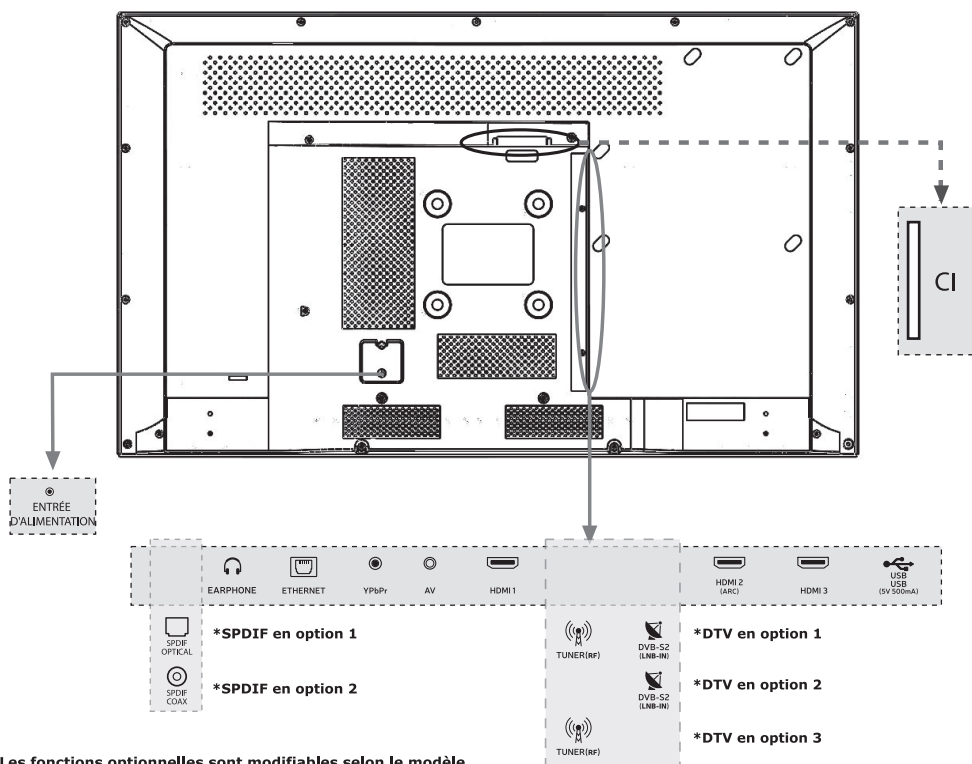 CI
ENTRÉE
D'ALIMENTATION
EARPHONE
ETHERNET
YPbPr
AV
HDMI 1
HDMI 2
(ARC)
HDMI 3
USB
USB
(5V 500mA)
SPDIF
OPTICAL
*SPDIF en option 1
TUNER(RF)
DVB-S2
(LNB-IN)
*DTV en option 1
SPDIF
COAX
*SPDIF en option 2
DVB-S2
(LNB-IN)
*DTV en option 2
TUNER(RF)
*DTV en option 3
Les fonctions optionnelles sont modifiables selon le modèle